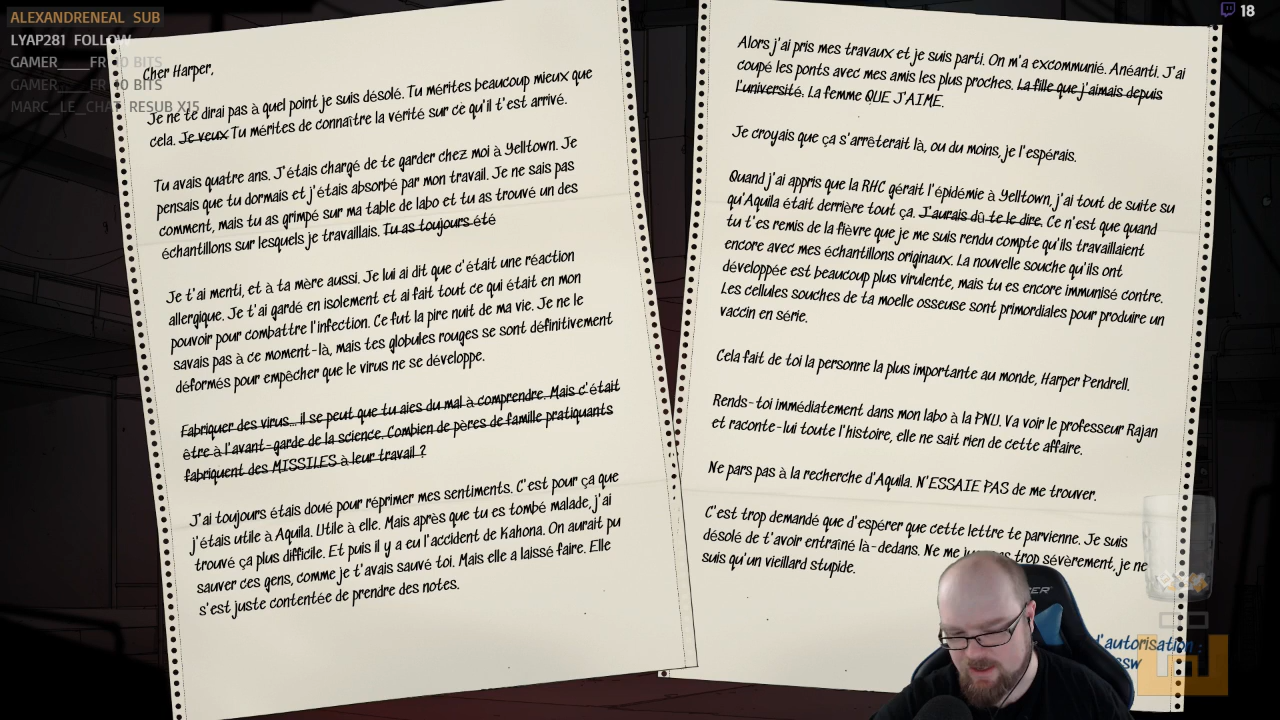 ALEXANDRENEAL SUB
LYAP281 FOLLOW
GAMER____FR 10 BITS
GAMER____FR 10 BITS
MARC_LE_CHAT RESUB X15
18
Cher Harper,
Je ne te dirai pas à quel point je suis désolé. Tu mérites beaucoup mieux que
cela. Je veux Tu mérites de connaître la vérité sur ce qu'il t'est arrivé.
Tu avais quatre ans. J'étais chargé de te garder chez moi à Yelltown. Je
pensais que tu dormais et j'étais absorbé par mon travail. Je ne sais pas
comment, mais tu as grimpé sur ma table de labo et tu as trouvé un des
échantillons sur lesquels je travaillais. Tu as toujours été
Je t'ai menti, et à ta mère aussi. Je lui ai dit que c'était une réaction
allergique. Je t'ai gardé en isolement et ai fait tout ce qui était en mon
pouvoir pour combattre l'infection. Ce fut la pire nuit de ma vie. Je ne le
savais pas à ce moment-là, mais tes globules rouges se sont définitivement
déformés pour empêcher que le virus ne se développe.
Fabriquer des virus... il se peut que tu aies du mal à comprendre. Mais c'était
être à l'avant-garde de la science. Combien de pères de famille pratiquants
fabriquent des MISSILES à leur travail ?
J'ai toujours étais doué pour réprimer mes sentiments. C'est pour ça que
j'étais utile à Aquila. Utile à elle. Mais après que tu es tombé malade, j'ai
trouvé ça plus difficile. Et puis il y a eu l'accident de Kahona. On aurait pu
sauver ces gens, comme je t'avais sauvé toi. Mais elle a laissé faire. Elle
s'est juste contentée de prendre des notes.
Alors j'ai pris mes travaux et je suis parti. On m'a excommunié. Anéanti. J'ai
coupé les ponts avec mes amis les plus proches. La fille que j'aimais depuis
l'université. La femme QUE J'AIME.
Je croyais que ça s'arrêterait là, ou du moins, je l'espérais.
Quand j'ai appris que la RHC gérait l'épidémie à Yelltown, j'ai tout de suite su
qu'Aquila était derrière tout ça. J'aurais dû te le dire. Ce n'est que quand
tu t'es remis de la fièvre que je me suis rendu compte qu'ils travaillaient
encore avec mes échantillons originaux. La nouvelle souche qu'ils ont
développée est beaucoup plus virulente, mais tu es encore immunisé contre.
Les cellules souches de ta moelle osseuse sont primordiales pour produire un
vaccin en série.
Cela fait de toi la personne la plus importante au monde, Harper Pendrell.
Rends-toi immédiatement dans mon labo à la PNU. Va voir le professeur Rajan
et raconte-lui toute l'histoire, elle ne sait rien de cette affaire.
Ne pars pas à la recherche d'Aquila. N'ESSAIE PAS de me trouver.
C'est trop demandé que d'espérer que cette lettre te parvienne. Je suis
désolé de t'avoir entraîné là-dedans. Ne me trop sévèrement, je ne
suis qu'un vieillard stupide.
d'autorisation :